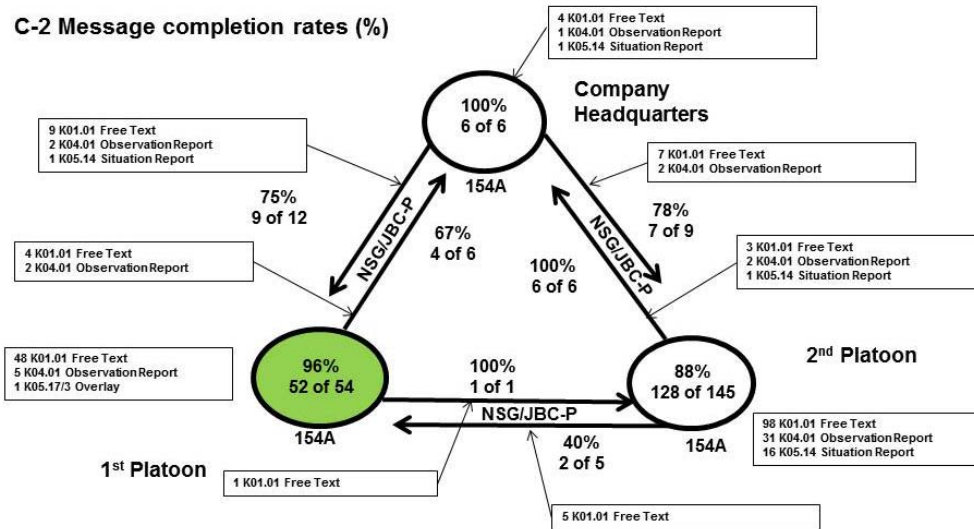 C-2 Message completion rates (%)
4 K01.01 Free Text
1 K04.01 Observation Report
1 K05.14 Situation Report
Company
Headquarters
100%
6 of 6
154A
9 K01.01 Free Text
2 K04.01 Observation Report
1 K05.14 Situation Report
7 K01.01 Free Text
2 K04.01 Observation Report
75%
9 of 12
NSG/JBC-P
67%
4 of 6
78%
7 of 9
NSG/JBC-P
100%
6 of 6
4 K01.01 Free Text
2 K04.01 Observation Report
3 K01.01 Free Text
2 K04.01 Observation Report
1 K05.14 Situation Report
48 K01.01 Free Text
5 K04.01 Observation Report
1 K05.17/3 Overlay
96%
52 of 54
154A
1st Platoon
100%
1 of 1
NSG/JBC-P
40%
2 of 5
2nd Platoon
88%
128 of 145
154A
98 K01.01 Free Text
31 K04.01 Observation Report
16 K05.14 Situation Report
1 K01.01 Free Text
5 K01.01 Free Text